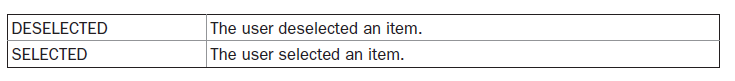 DESELECTED The user deselected an item.
SELECTED The user selected an item.